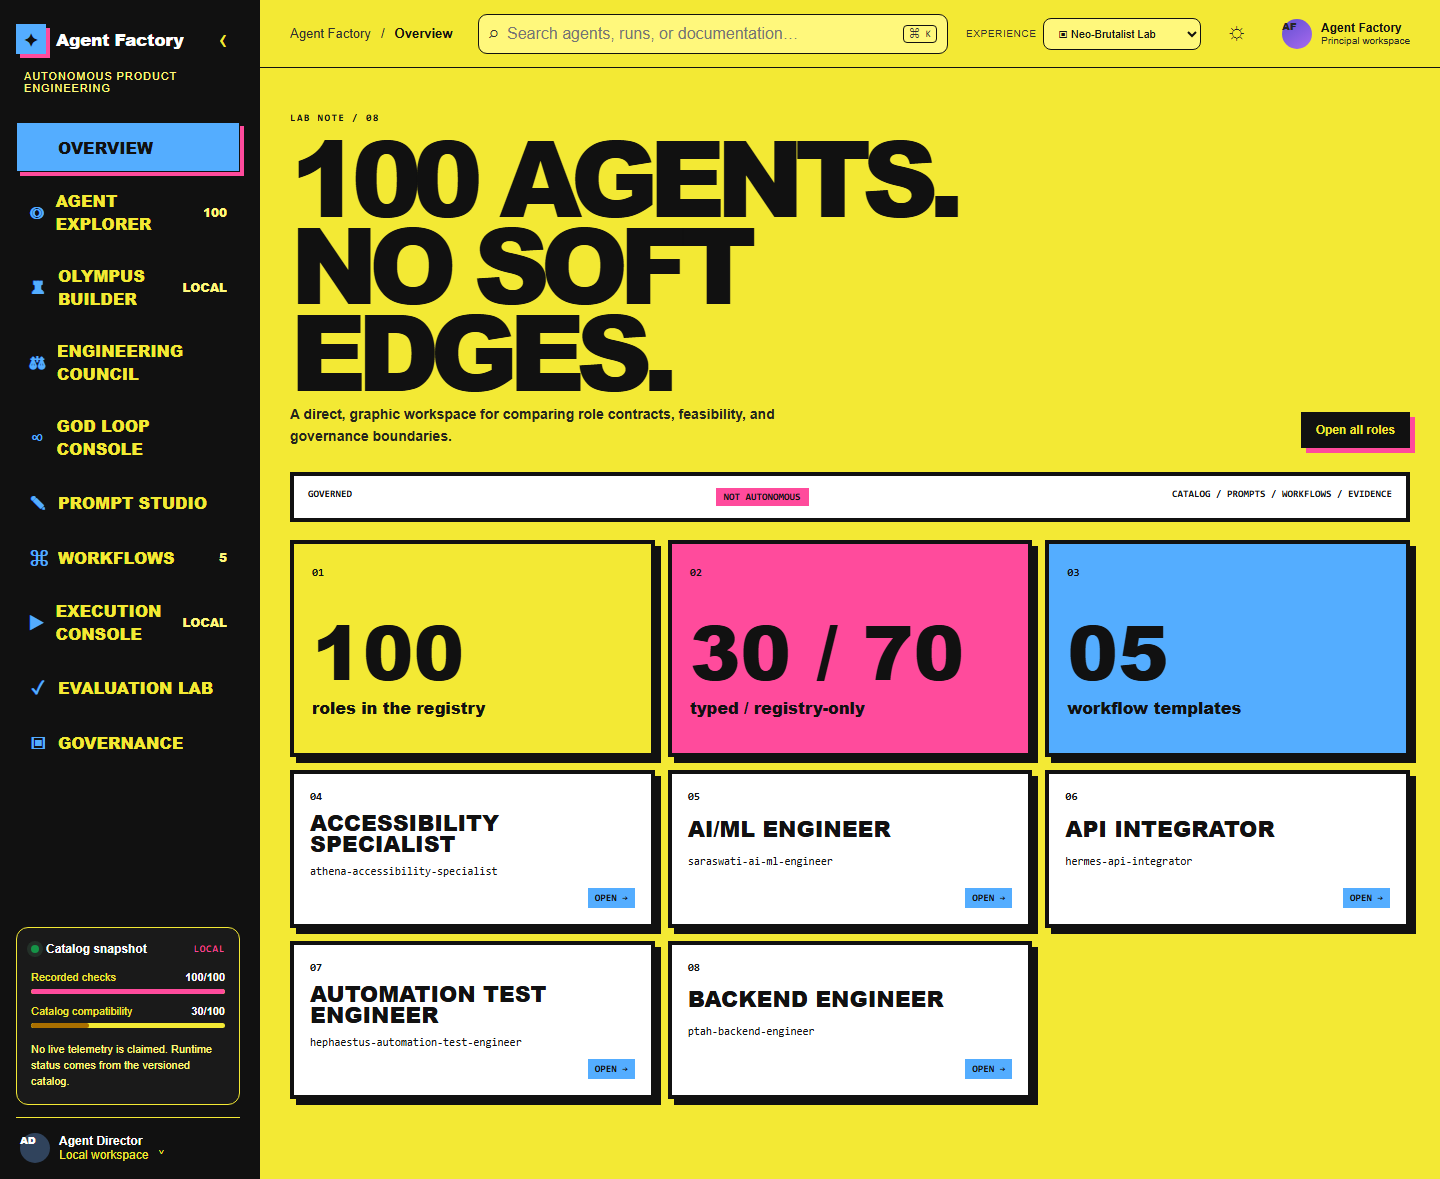 Agent Factory
AUTONOMOUS PRODUCT
ENGINEERING
OVERVIEW
AGENT
EXPLORER
100
OLYMPUS
BUILDER
LOCAL
ENGINEERING
COUNCIL
GOD LOOP
CONSOLE
PROMPT STUDIO
WORKFLOWS
5
EXECUTION
CONSOLE
LOCAL
EVALUATION LAB
GOVERNANCE
Catalog snapshot
LOCAL
Recorded checks
100/100
Catalog compatibility
30/100
No live telemetry is claimed. Runtime
status comes from the versioned
catalog.
AD
Agent Director
Local workspace
Agent Factory / Overview
Search agents, runs, or documentation...
⌘ K
EXPERIENCE
Neo-Brutalist Lab
AF
Agent Factory
Principal workspace
LAB NOTE / 08
100 AGENTS.
NO SOFT
EDGES.
A direct, graphic workspace for comparing role contracts, feasibility, and
governance boundaries.
Open all roles
GOVERNED
NOT AUTONOMOUS
CATALOG / PROMPTS / WORKFLOWS / EVIDENCE
01
100
roles in the registry
02
30 / 70
typed / registry-only
03
05
workflow templates
04
ACCESSIBILITY
SPECIALIST
athena-accessibility-specialist
OPEN →
05
AI/ML ENGINEER
saraswati-ai-ml-engineer
OPEN →
06
API INTEGRATOR
hermes-api-integrator
OPEN →
07
AUTOMATION TEST
ENGINEER
hephaestus-automation-test-engineer
OPEN →
08
BACKEND ENGINEER
ptah-backend-engineer
OPEN →